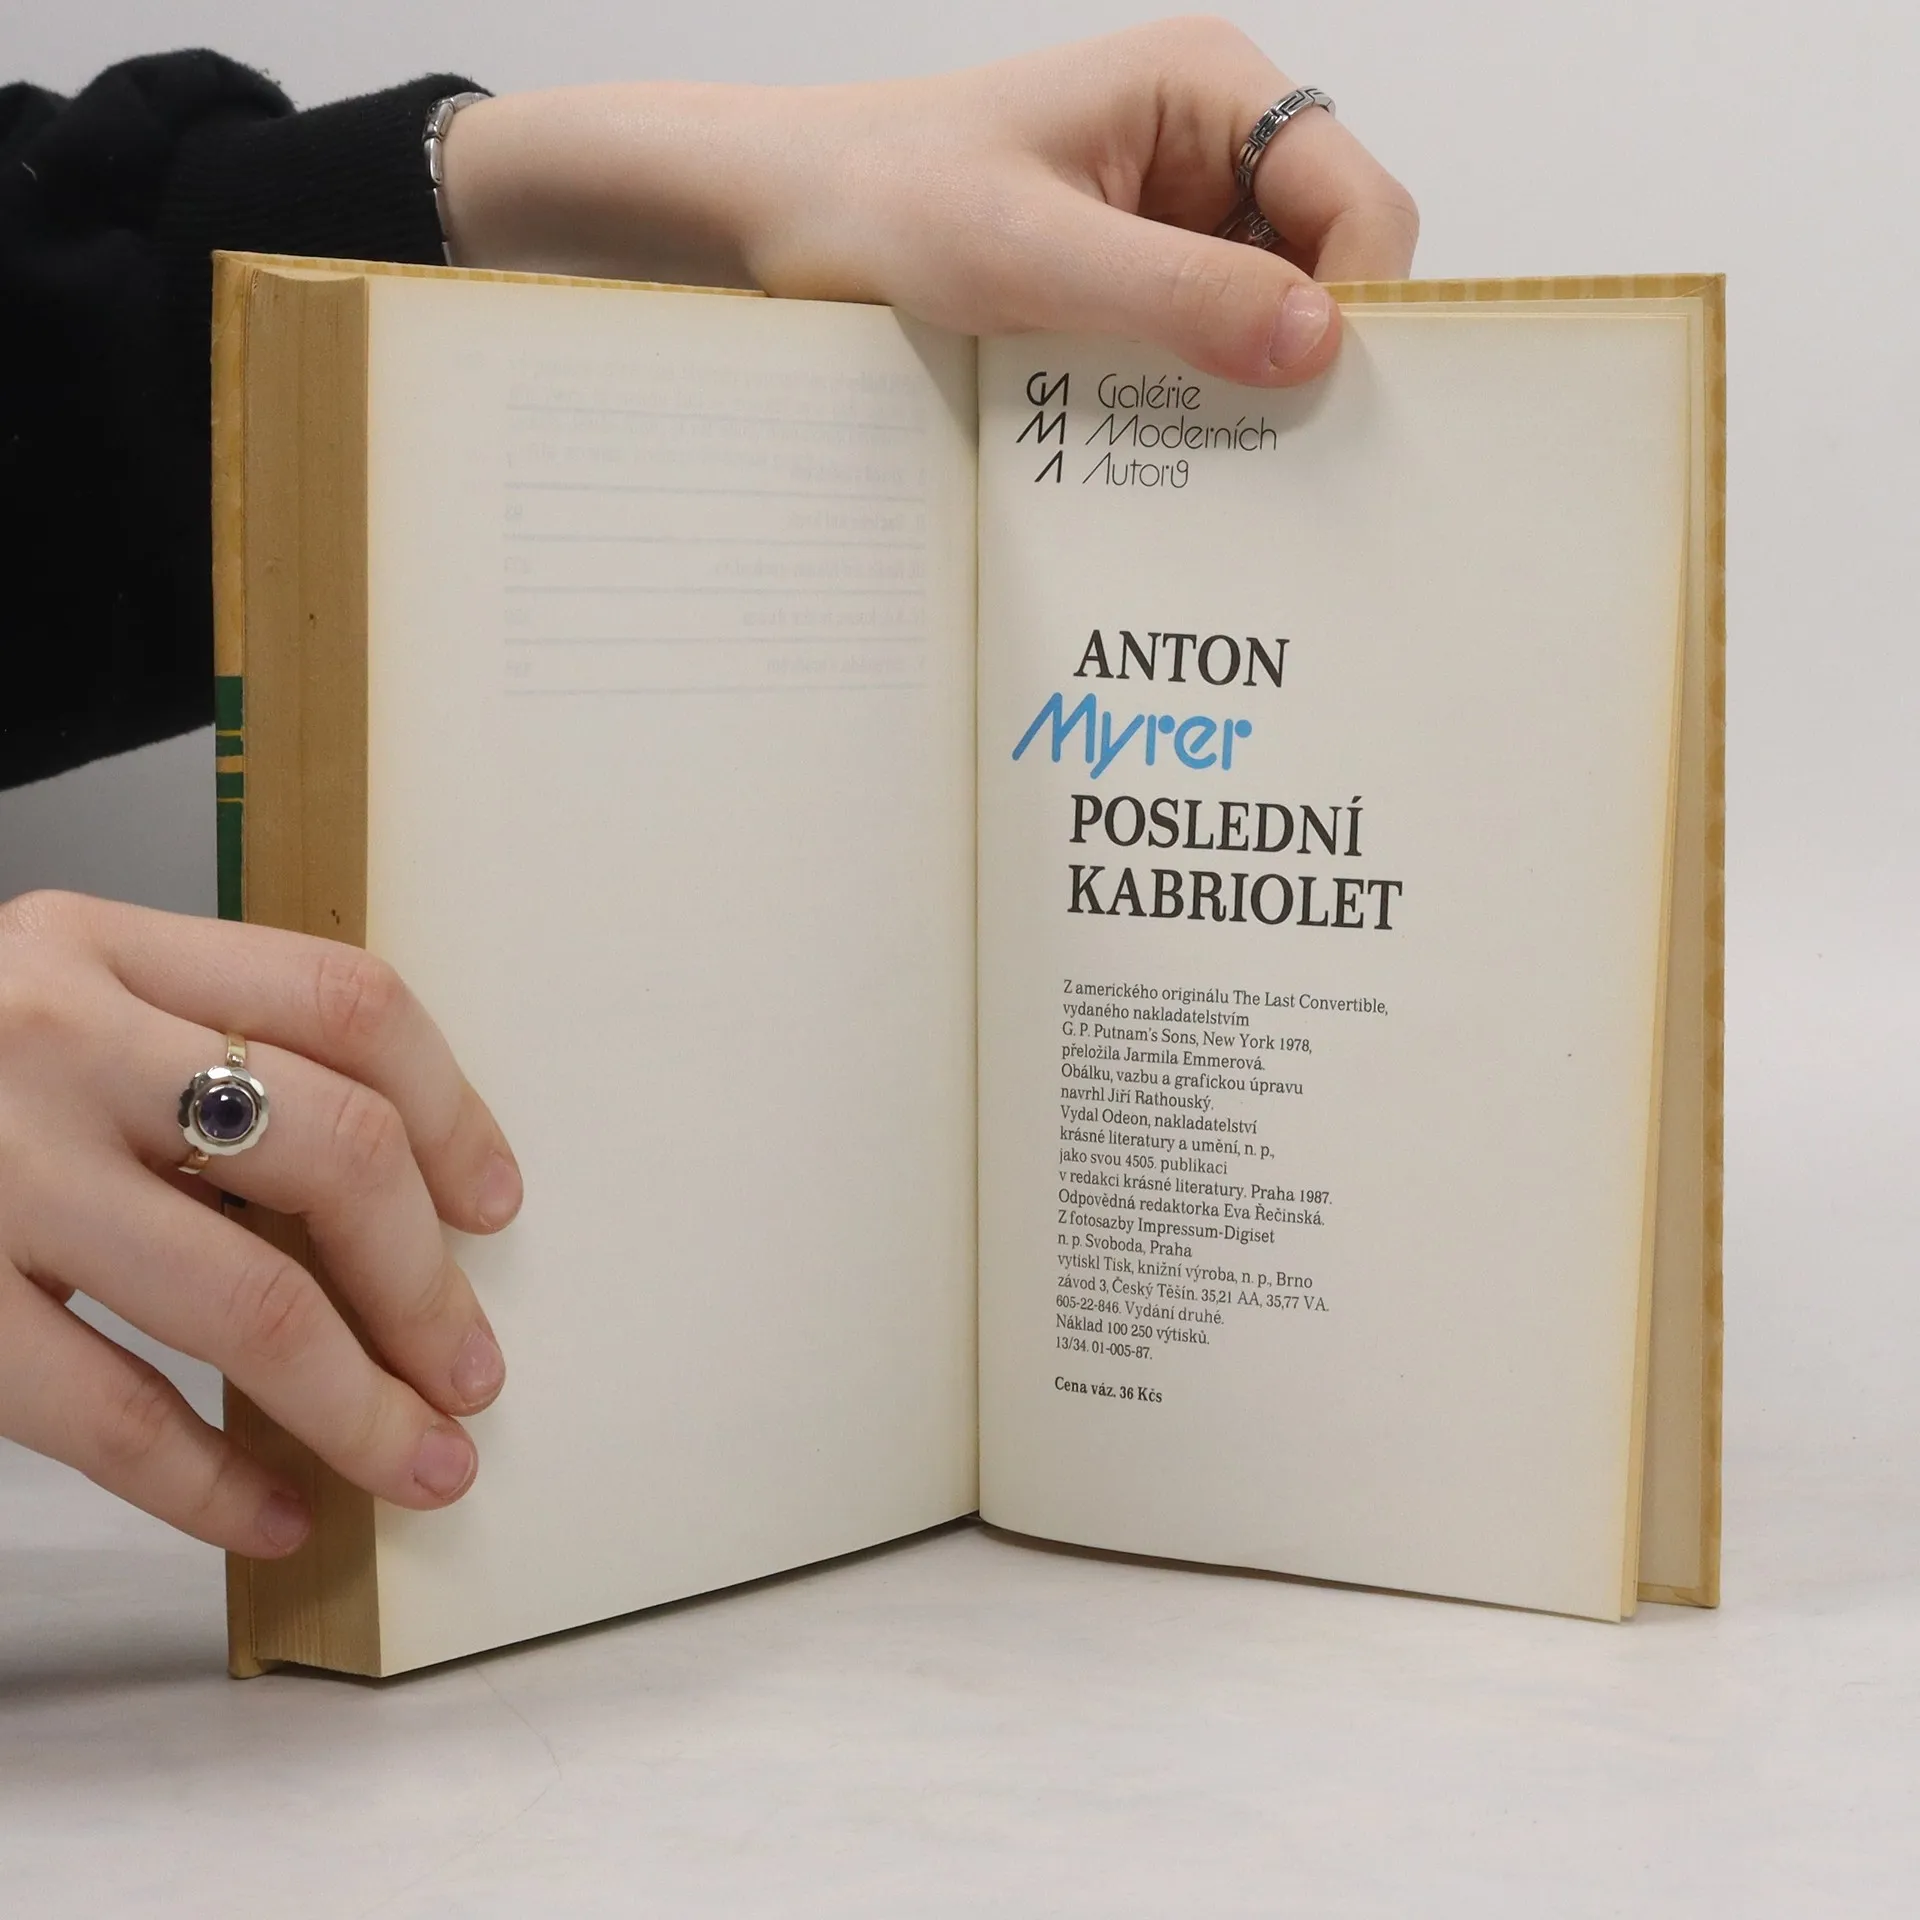 GMA
Galérie
Moderních
Autorů
ANTON
Myrer
POSLEDNÍ
KABRIOLET
Z amerického originálu The Last Convertible,
vydaného nakladatelstvím
G. P. Putnam's Sons, New York 1978,
přeložila Jarmila Emmerová.
Obálku, vazbu a grafickou úpravu
navrhl Jiří Rathouský.
Vydal Odeon, nakladatelství
krásné literatury a umění, n. p.,
jako svou 4505. publikaci
v redakci krásné literatury. Praha 1987.
Odpovědná redaktorka Eva Řečinská.
Z fotosazby Impressum-Digiset
n. p. Svoboda, Praha
vytiskl Tisk, knižní výroba, n. p., Brno
závod 3, Český Těšín. 35,21 AA, 35,77 VA.
605-22-846. Vydání druhé.
Náklad 100 250 výtisků.
13/34. 01-005-87.
Cena váz. 36 Kčs